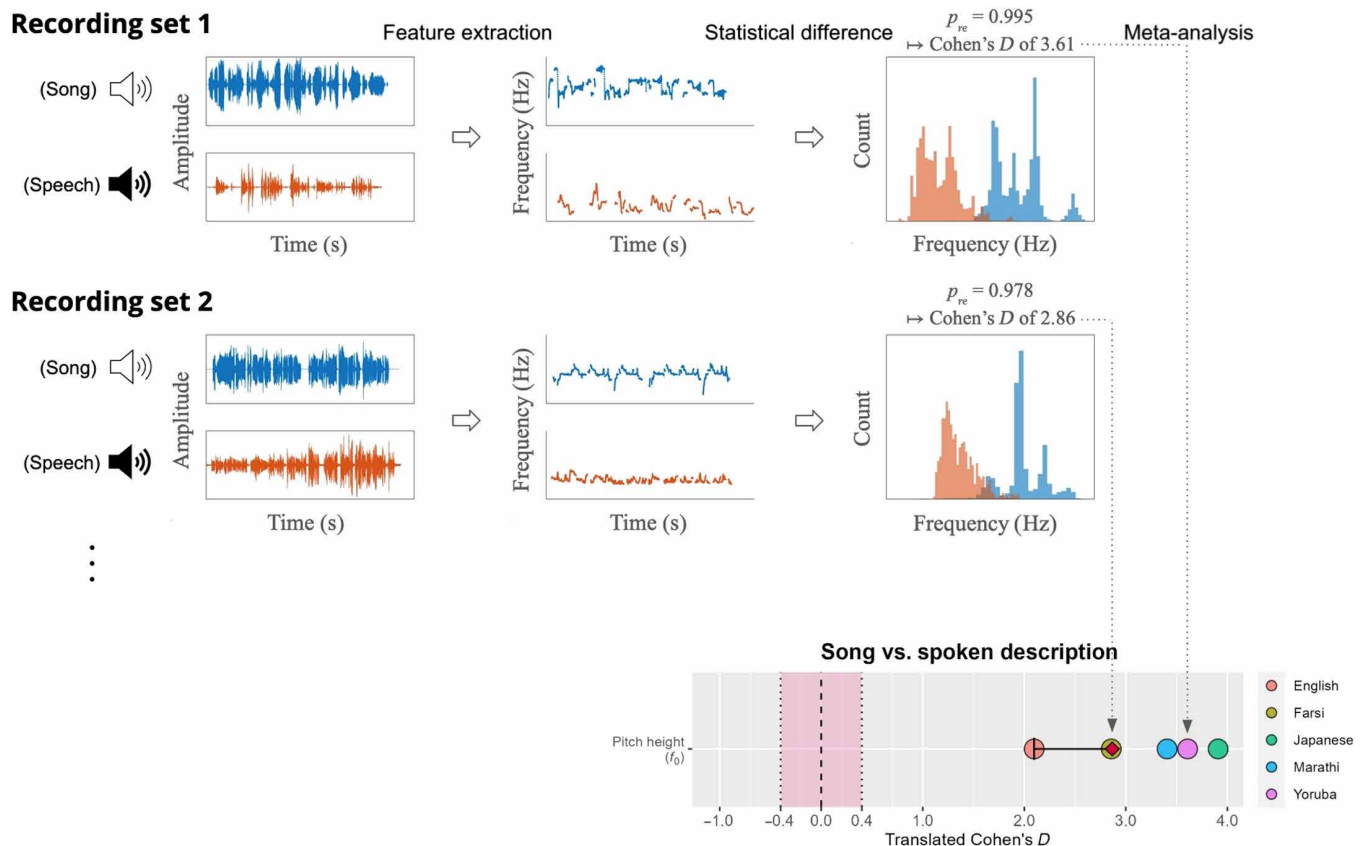 Recording set 1
Feature extraction
Statistical difference
p_re = 0.995
↦ Cohen's D of 3.61
Meta-analysis
(Song)
(Speech)
Amplitude
Time (s)
Frequency (Hz)
Time (s)
Count
Frequency (Hz)
Recording set 2
p_re = 0.978
↦ Cohen's D of 2.86
(Song)
(Speech)
Amplitude
Time (s)
Frequency (Hz)
Time (s)
Count
Frequency (Hz)
Song vs. spoken description
Pitch height
(f0)
−1.0 −0.4 0.0 0.4 1.0 2.0 3.0 4.0
Translated Cohen's D
English
Farsi
Japanese
Marathi
Yoruba